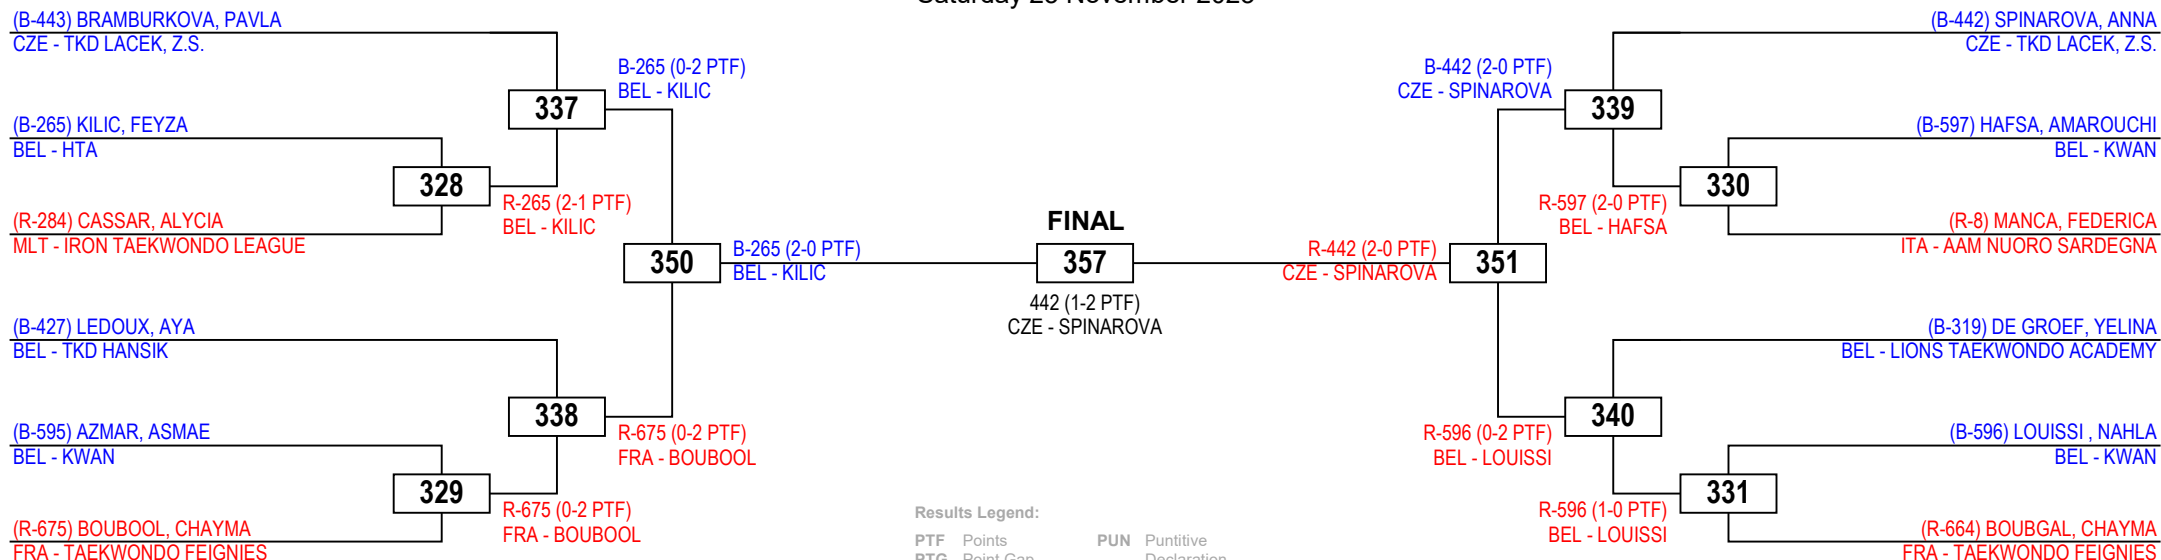 (B-443) BRAMBURKOVA, PAVLA
CZE - TKD LACEK, Z.S.
(B-265) KILIC, FEYZA
BEL - HTA
(R-284) CASSAR, ALYCIA
MLT - IRON TAEKWONDO LEAGUE
(B-427) LEDOUX, AYA
BEL - TKD HANSIK
(B-595) AZMAR, ASMAE
BEL - KWAN
(R-675) BOUBOOL, CHAYMA
FRA - TAEKWONDO FEIGNIES
328
R-265 (2-1 PTF)
BEL - KILIC
329
R-675 (0-2 PTF)
FRA - BOUBOOL
337
B-265 (0-2 PTF)
BEL - KILIC
338
R-675 (0-2 PTF)
FRA - BOUBOOL
350
B-265 (2-0 PTF)
BEL - KILIC
FINAL
357
442 (1-2 PTF)
CZE - SPINAROVA
R-442 (2-0 PTF)
CZE - SPINAROVA
351
B-442 (2-0 PTF)
CZE - SPINAROVA
339
R-596 (0-2 PTF)
BEL - LOUISSI
340
R-597 (2-0 PTF)
BEL - HAFSA
330
R-596 (1-0 PTF)
BEL - LOUISSI
331
(B-442) SPINAROVA, ANNA
CZE - TKD LACEK, Z.S.
(B-597) HAFSA, AMAROUCHI
BEL - KWAN
(R-8) MANCA, FEDERICA
ITA - AAM NUORO SARDEGNA
(B-319) DE GROEF, YELINA
BEL - LIONS TAEKWONDO ACADEMY
(B-596) LOUISSI , NAHLA
BEL - KWAN
(R-664) BOUBGAL, CHAYMA
FRA - TAEKWONDO FEIGNIES
Results Legend:
PTF Points
PUN Puntitive
PTG Point Gap
Declaration